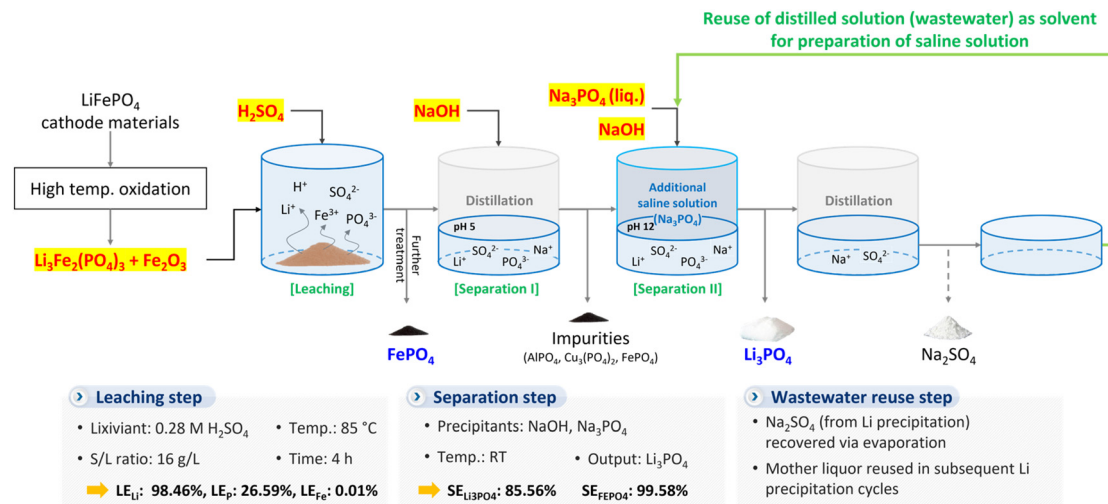 Reuse of distilled solution (wastewater) as solvent
for preparation of saline solution
LiFePO₄
cathode materials
High temp. oxidation
Li₃Fe₂(PO₄)₃ + Fe₂O₃
H₂SO₄
H⁺
SO₄²⁻
Li⁺
Fe³⁺
PO₄³⁻
[Leaching]
Further
treatment
FePO₄
NaOH
Distillation
pH 5
SO₄²⁻
Na⁺
Li⁺
PO₄³⁻
[Separation I]
Impurities
(AlPO₄, Cu₃(PO₄)₂, FePO₄)
Na₃PO₄ (liq.)
NaOH
Additional
saline solution
(Na₃PO₄)
pH 12
SO₄²⁻
Na⁺
Li⁺
PO₄³⁻
[Separation II]
Li₃PO₄
Distillation
Na⁺
SO₄²⁻
Na₂SO₄
Leaching step
• Lixiviant: 0.28 M H₂SO₄
• Temp.: 85 °C
• S/L ratio: 16 g/L
• Time: 4 h
LE_Li: 98.46%, LE_P: 26.59%, LE_Fe: 0.01%
Separation step
• Precipitants: NaOH, Na₃PO₄
• Temp.: RT
• Output: Li₃PO₄
SE_Li3PO4: 85.56% SE_FEPO4: 99.58%
Wastewater reuse step
• Na₂SO₄ (from Li precipitation)
recovered via evaporation
• Mother liquor reused in subsequent Li
precipitation cycles